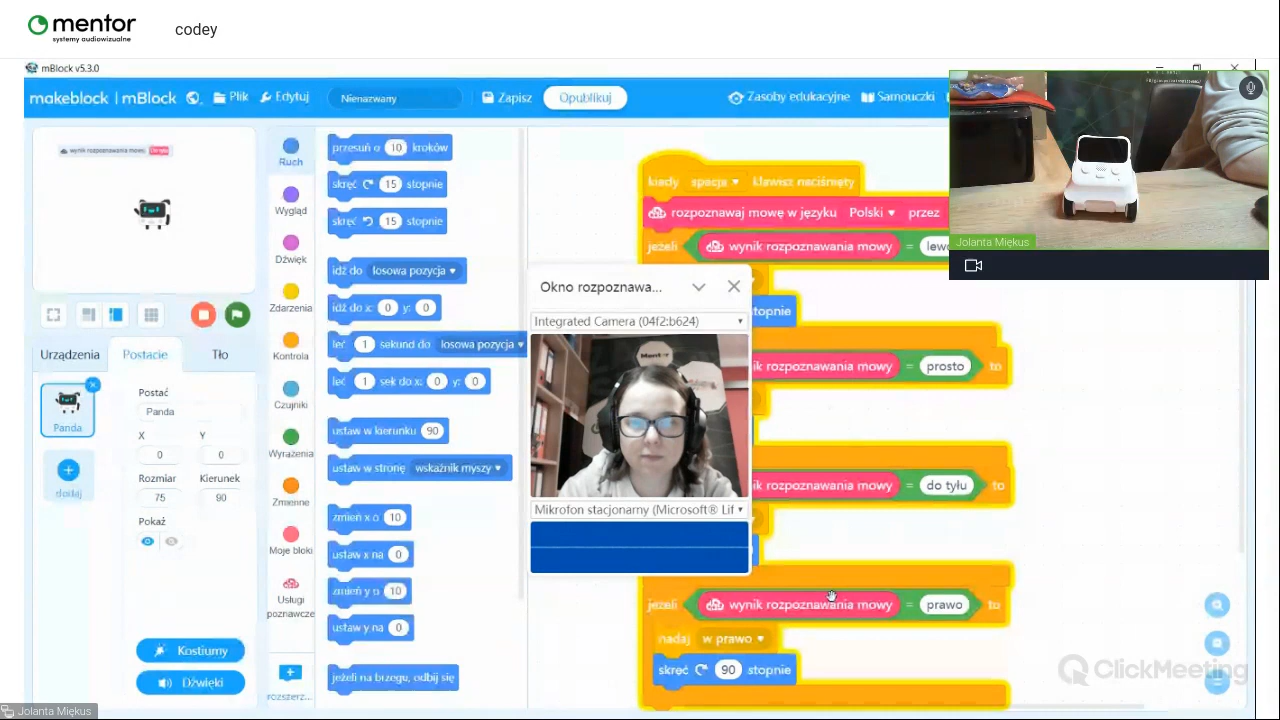 mentor
systemy audiowizualne
codey
mBlock v5.3.0
makeblock | mBlock
Plik
Edytuj
Nienazwany
Zapisz
Opublikuj
Zasoby edukacyjne
Samouczki
wynik rozpoznawania mowy
Urządzenia
Postacie
Tło
Panda
dodaj
Postać
Panda
X
Y
0
0
Rozmiar
Kierunek
75
90
Pokaż
Kostiumy
Dźwięki
Ruch
Wygląd
Dźwięk
Zdarzenia
Kontrola
Czujniki
Wyrażenia
Zmienne
Moje bloki
Usługi
poznawcze
rozszerz...
przesuń o 10 kroków
skręć 15 stopnie
skręć 15 stopnie
idź do losowa pozycja
idź do x: 0 y: 0
leć 1 sekund do losowa pozycja
leć 1 sek do x: 0 y: 0
ustaw w kierunku 90
ustaw w stronę wskaźnik myszy
zmień x o 10
ustaw x na 0
zmień y o 10
ustaw y na 0
jeżeli na brzegu, odbij się
kiedy spacja klawisz naciśnięty
rozpoznawaj mowę w języku Polski przez
jeżeli wynik rozpoznawania mowy = lewo
stopnie
ik rozpoznawania mowy = prosto to
ik rozpoznawania mowy = do tyłu to
jeżeli wynik rozpoznawania mowy = prawo to
nadaj w prawo
skręć 90 stopnie
Okno rozpoznawa...
Integrated Camera (04f2:b624)
Mentor
Mikrofon stacjonarny (Microsoft® Lif
Jolanta Miękus
ClickMeeting
Jolanta Miękus